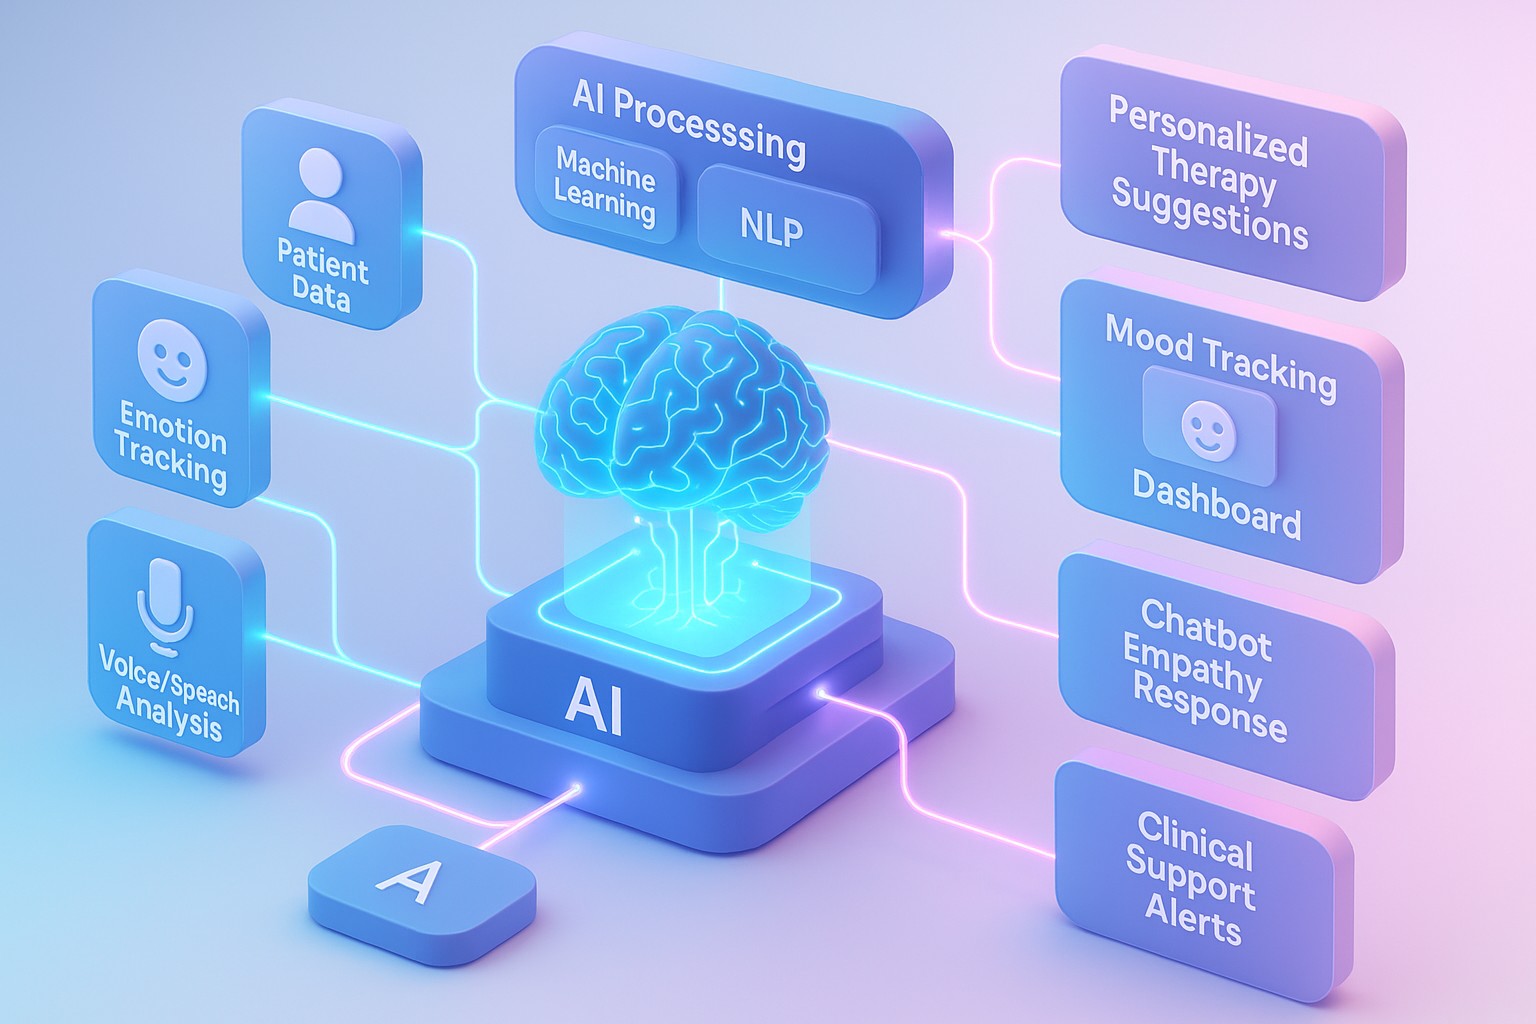 Patient
Data
Emotion
Tracking
Voice/Speach
Analysis
A
AI Processsing
Machine
Learning
NLP
AI
Personalized
Therapy
Suggestions
Mood Tracking
Dashboard
Chatbot
Empathy
Response
Clinical
Support
Alerts